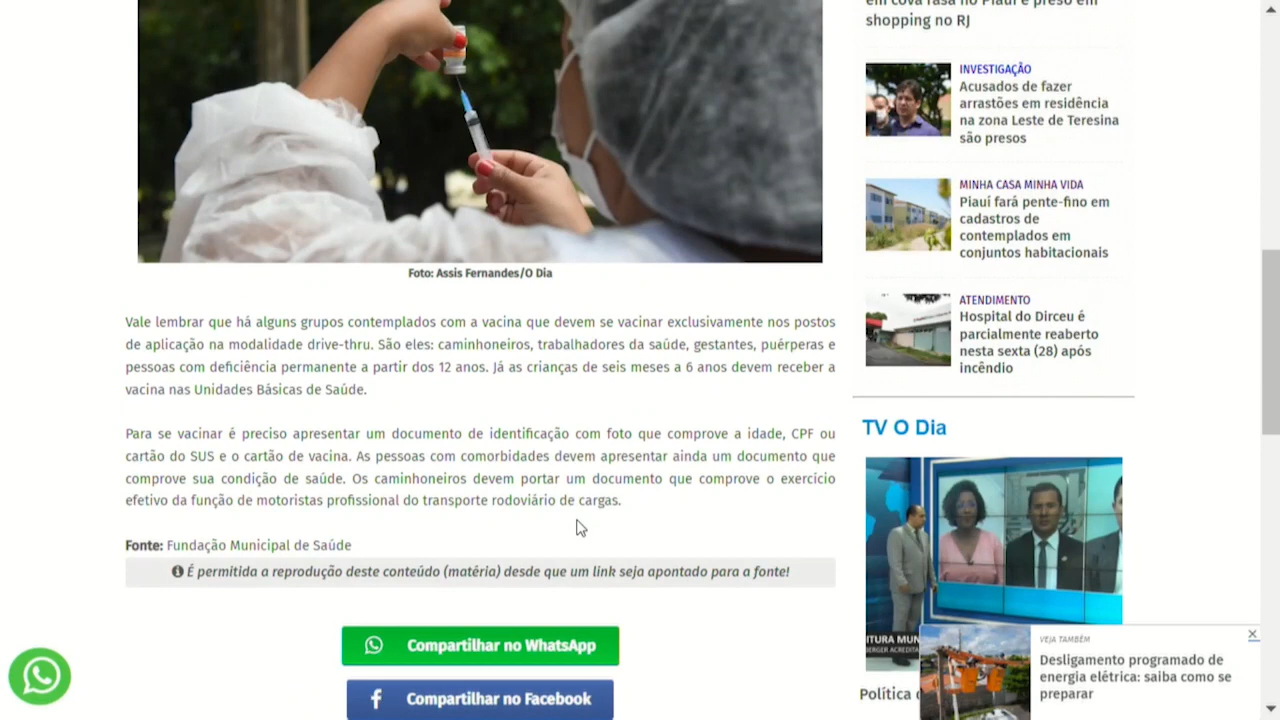 em cova rasa no Piauí é preso em
shopping no RJ
INVESTIGAÇÃO
Acusados de fazer
arrastões em residência
na zona Leste de Teresina
são presos
MINHA CASA MINHA VIDA
Piauí fará pente-fino em
cadastros de
contemplados em
conjuntos habitacionais
Foto: Assis Fernandes/O Dia
ATENDIMENTO
Hospital do Dirceu é
parcialmente reaberto
nesta sexta (28) após
incêndio
Vale lembrar que há alguns grupos contemplados com a vacina que devem se vacinar exclusivamente nos postos
de aplicação na modalidade drive-thru. São eles: caminhoneiros, trabalhadores da saúde, gestantes, puérperas e
pessoas com deficiência permanente a partir dos 12 anos. Já as crianças de seis meses a 6 anos devem receber a
vacina nas Unidades Básicas de Saúde.
Para se vacinar é preciso apresentar um documento de identificação com foto que comprove a idade, CPF ou
cartão do SUS e o cartão de vacina. As pessoas com comorbidades devem apresentar ainda um documento que
comprove sua condição de saúde. Os caminhoneiros devem portar um documento que comprove o exercício
efetivo da função de motoristas profissional do transporte rodoviário de cargas.
Fonte: Fundação Municipal de Saúde
É permitida a reprodução deste conteúdo (matéria) desde que um link seja apontado para a fonte!
Compartilhar no WhatsApp
Compartilhar no Facebook
TV O Dia
ITURA MUN
BERGER ACREDITA
Política
VEJA TAMBÉM
Desligamento programado de
energia elétrica: saiba como se
preparar